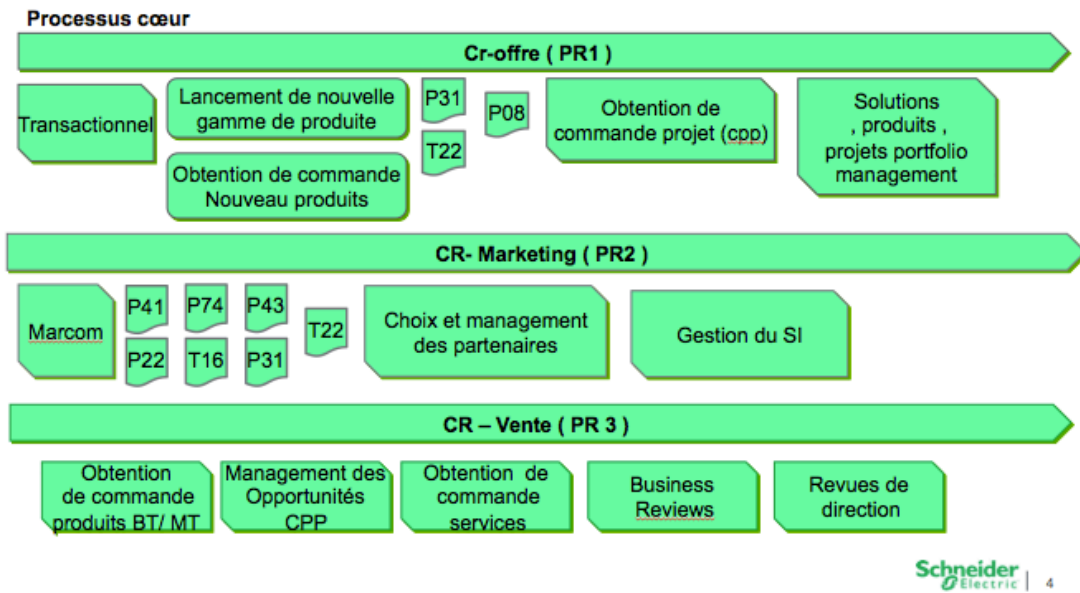 Processus cœur
Cr-offre ( PR1 )
Transactionnel
Lancement de nouvelle
gamme de produite
Obtention de commande
Nouveau produits
P31
T22
P08
Obtention de
commande projet (cpp)
Solutions
, produits ,
projets portfolio
management
CR- Marketing ( PR2 )
Marcom
P41
P74
P43
P22
T16
P31
T22
Choix et management
des partenaires
Gestion du SI
CR – Vente ( PR 3 )
Obtention
de commande
produits BT/ MT
Management des
Opportunités
CPP
Obtention de
commande
services
Business
Reviews
Revues de
direction
Schneider
Electric
4